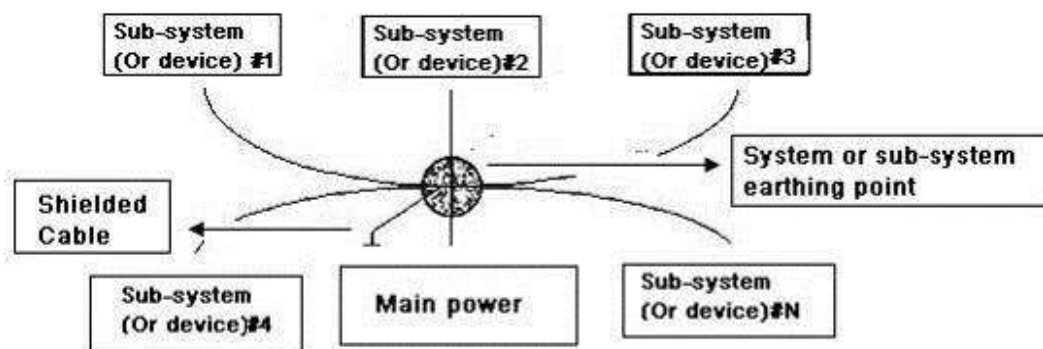 Sub-system
(Or device) #1
Sub-system
(Or device)#2
Sub-system
(Or device)#3
System or sub-system
earthing point
Shielded
Cable
Sub-system
(Or device)#4
Main power
Sub-system
(Or device)#N